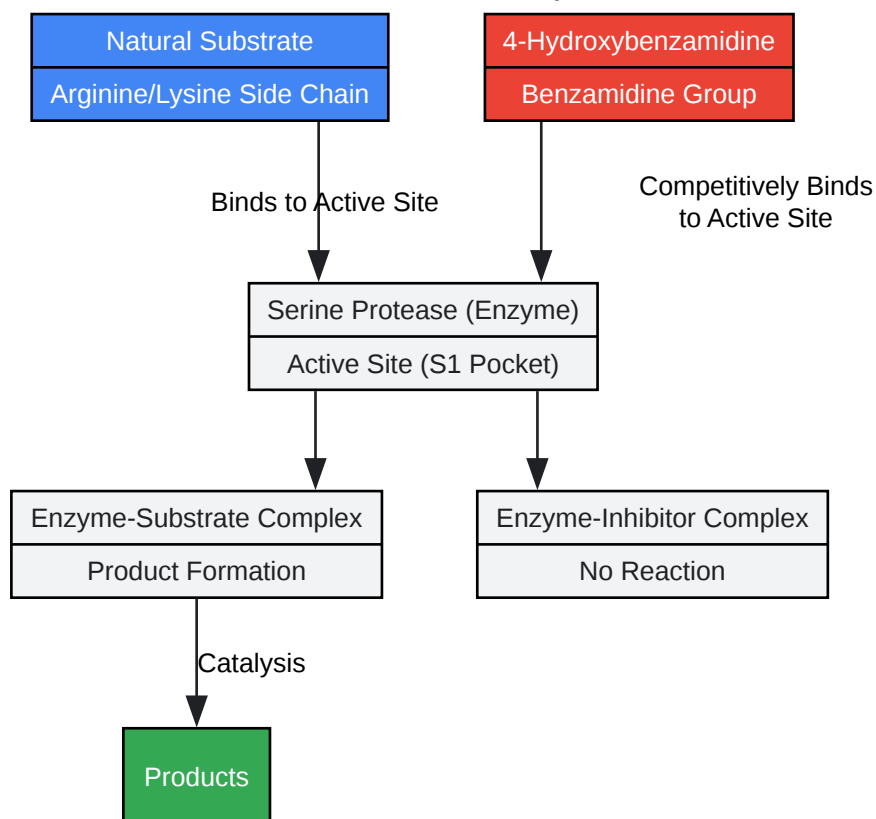 Natural Substrate
Arginine/Lysine Side Chain
4-Hydroxybenzamidine
Benzamidine Group
Binds to Active Site
Competitively Binds
to Active Site
Serine Protease (Enzyme)
Active Site (S1 Pocket)
Enzyme-Substrate Complex
Product Formation
Enzyme-Inhibitor Complex
No Reaction
Catalysis
Products